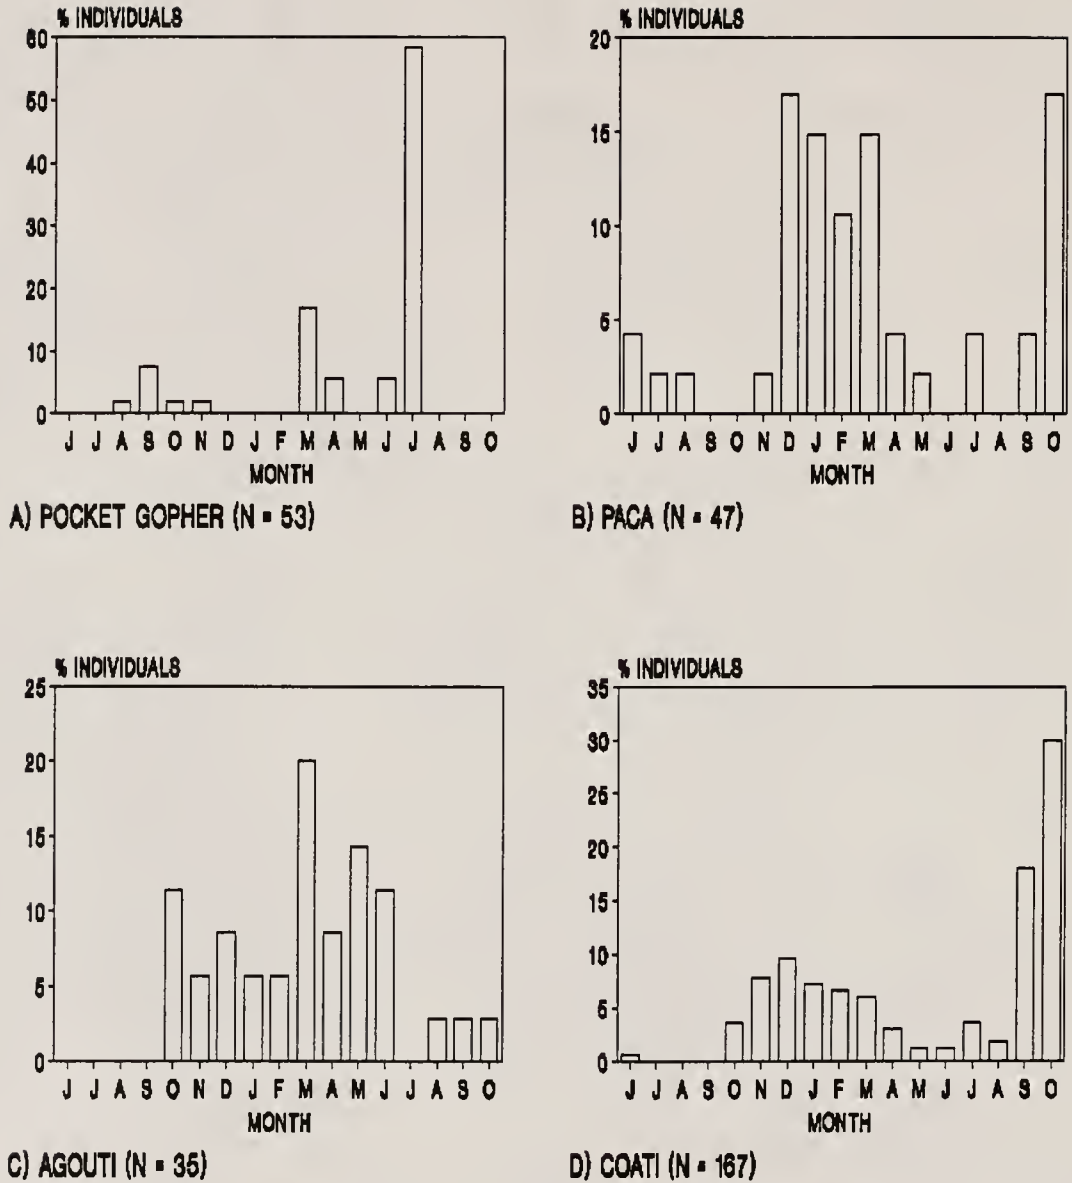 % INDIVIDUALS
60
50
40
30
20
10
0
J J A S O N D J F M A M J J A S O
MONTH
A) POCKET GOPHER (N = 53)
% INDIVIDUALS
20
15
10
5
0
J J A S O N D J F M A M J J A S O
MONTH
B) PACA (N = 47)
% INDIVIDUALS
25
20
15
10
5
0
J J A S O N D J F M A M J J A S O
MONTH
C) AGOUTI (N = 35)
% INDIVIDUALS
35
30
25
20
15
10
5
0
J J A S O N D J F M A M J J A S O
MONTH
D) COATI (N = 167)